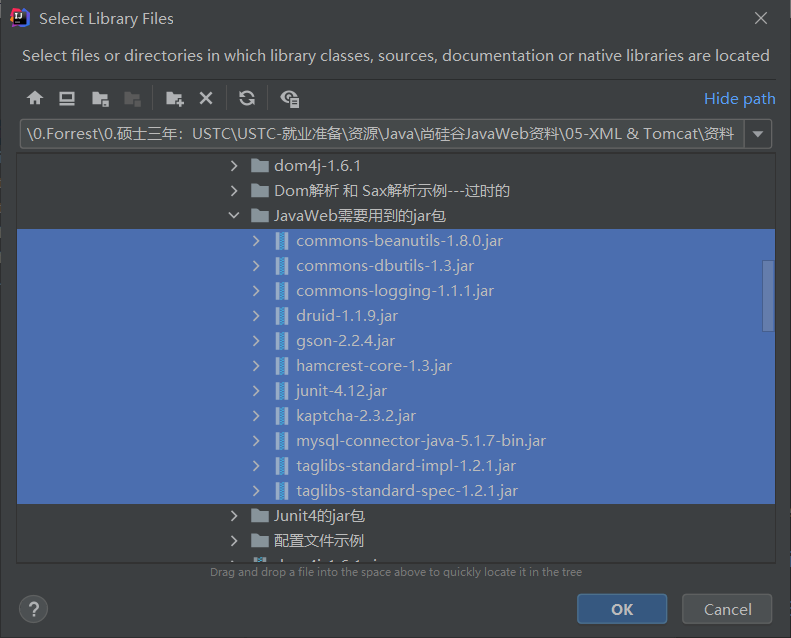 Select Library Files
Select files or directories in which library classes, sources, documentation or native libraries are located
Hide path
\0.Forrest\0.硕士三年：USTC\USTC-就业准备\资源\Java\尚硅谷JavaWeb资料\05-XML & Tomcat\资料
dom4j-1.6.1
Dom解析 和 Sax解析示例---过时的
JavaWeb需要用到的jar包
commons-beanutils-1.8.0.jar
commons-dbutils-1.3.jar
commons-logging-1.1.1.jar
druid-1.1.9.jar
gson-2.2.4.jar
hamcrest-core-1.3.jar
junit-4.12.jar
kaptcha-2.3.2.jar
mysql-connector-java-5.1.7-bin.jar
taglibs-standard-impl-1.2.1.jar
taglibs-standard-spec-1.2.1.jar
Junit4的jar包
配置文件示例
Drag and drop a file into the space above to quickly locate it in the tree
?
OK
Cancel